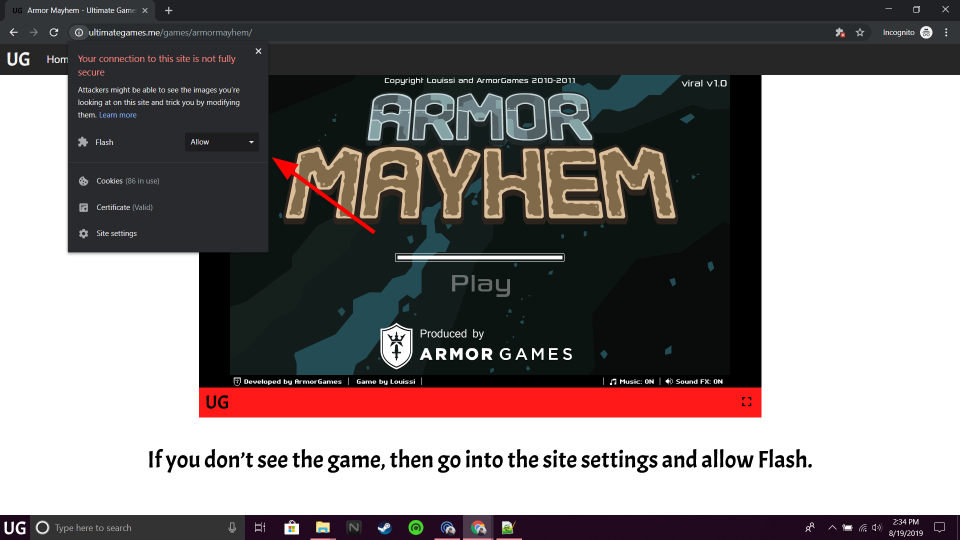 UG
Armor Mayhem - Ultimate Game
ultimategames.me/games/armormayhem/
Incognito
UG
Hom
Your connection to this site is not fully
secure
Attackers might be able to see the images you're
looking at on this site and trick you by modifying
them. Learn more
Flash
Allow
Cookies (86 in use)
Certificate (Valid)
Site settings
Copyright Louissi and ArmorGames 2010-2011
viral v1.0
ARMOR
MAYHEM
Play
Produced by
ARMOR GAMES
Developed by ArmorGames | Game by Louissi |
| Music: ON | Sound FX: ON
UG
If you don't see the game, then go into the site settings and allow Flash.
UG
Type here to search
N
2:34 PM
8/19/2019